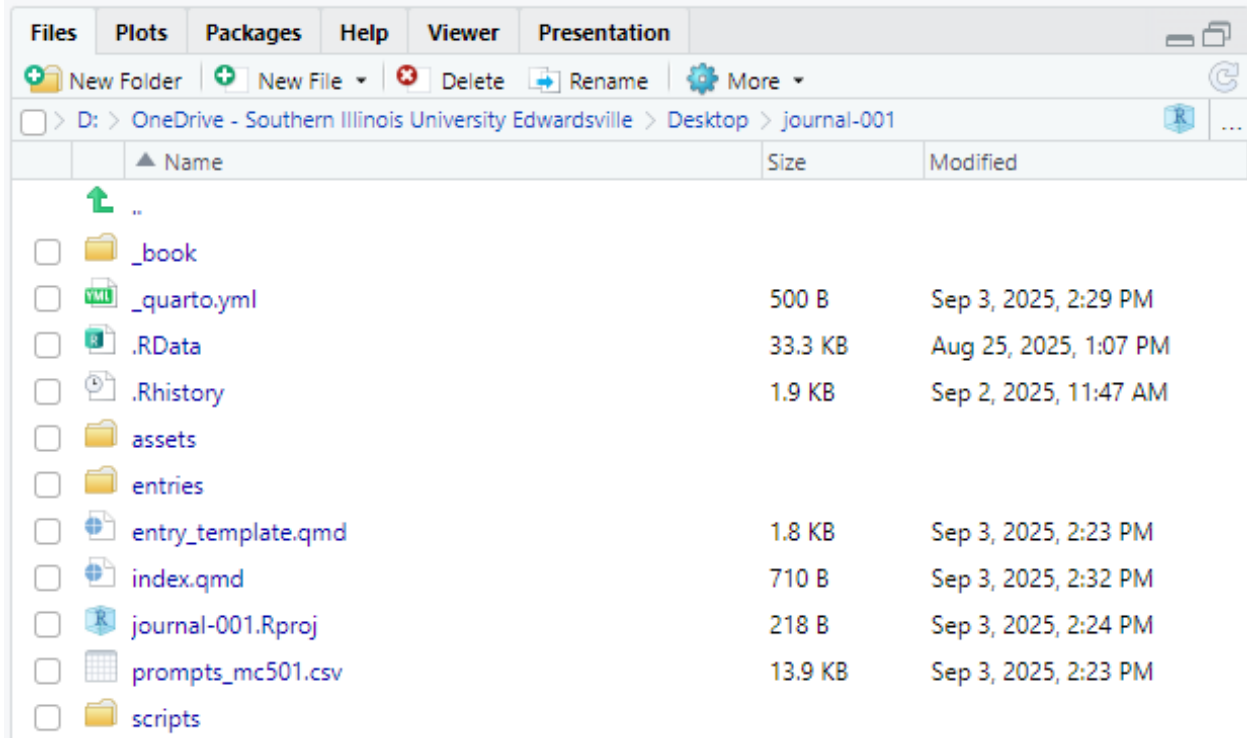 Files Plots Packages Help Viewer Presentation
New Folder New File Delete Rename More
D: > OneDrive - Southern Illinois University Edwardsville > Desktop > journal-001 R ...
Name Size Modified
..
_book
YML _quarto.yml 500 B Sep 3, 2025, 2:29 PM
R .RData 33.3 KB Aug 25, 2025, 1:07 PM
.Rhistory 1.9 KB Sep 2, 2025, 11:47 AM
assets
entries
entry_template.qmd 1.8 KB Sep 3, 2025, 2:23 PM
index.qmd 710 B Sep 3, 2025, 2:32 PM
R journal-001.Rproj 218 B Sep 3, 2025, 2:24 PM
prompts_mc501.csv 13.9 KB Sep 3, 2025, 2:23 PM
scripts